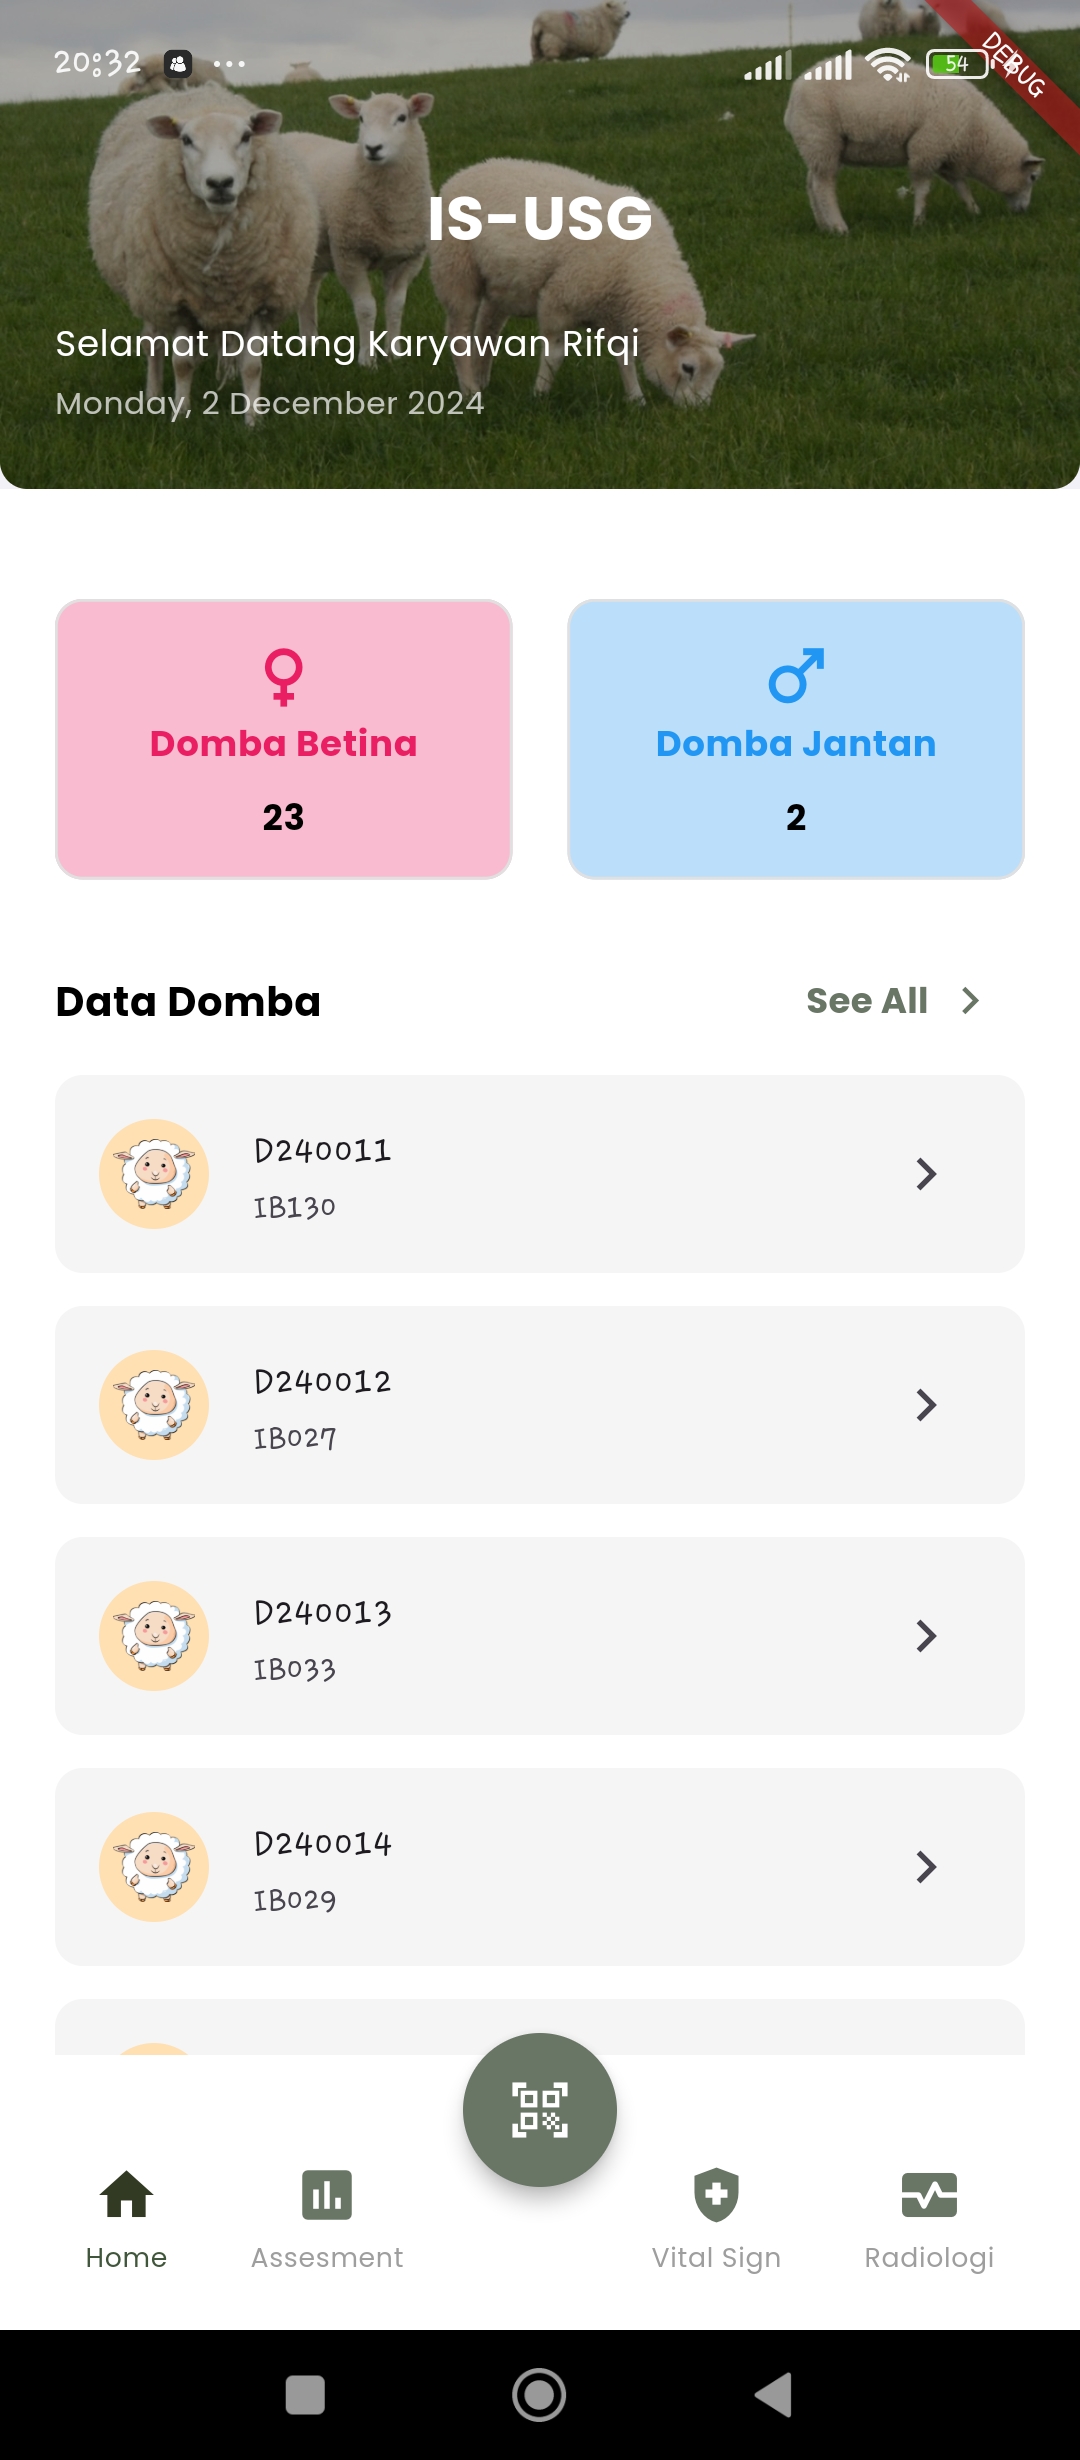 20:32 ... 54
DEBUG
IS-USG
Selamat Datang Karyawan Rifqi
Monday, 2 December 2024
Domba Betina
23
Domba Jantan
2
Data Domba
See All
D240011
IB130
D240012
IB027
D240013
IB033
D240014
IB029
Home
Assesment
Vital Sign
Radiologi